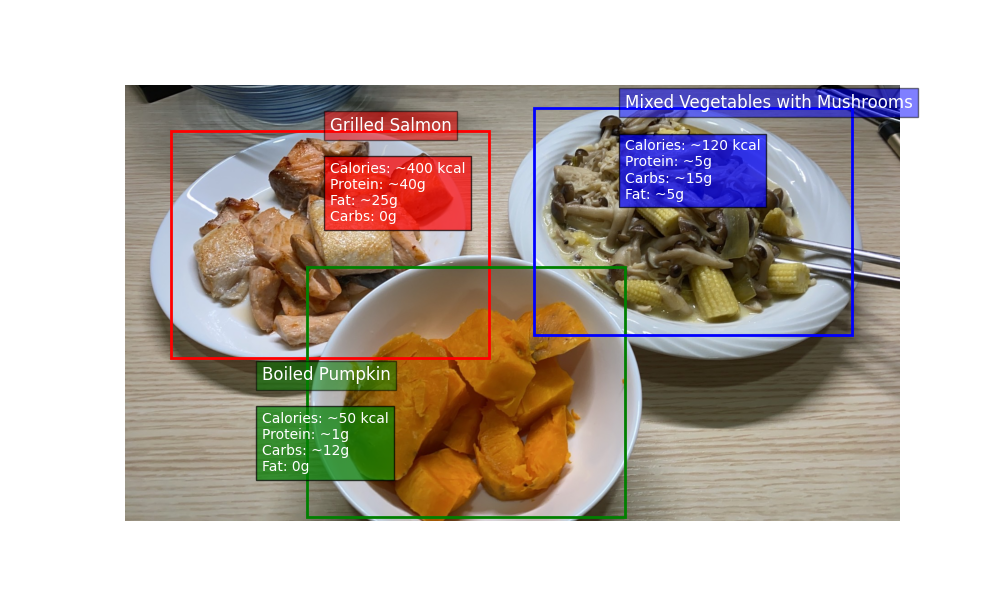 Grilled Salmon
Calories: ~400 kcal
Protein: ~40g
Fat: ~25g
Carbs: 0g
Mixed Vegetables with Mushrooms
Calories: ~120 kcal
Protein: ~5g
Carbs: ~15g
Fat: ~5g
Boiled Pumpkin
Calories: ~50 kcal
Protein: ~1g
Carbs: ~12g
Fat: 0g